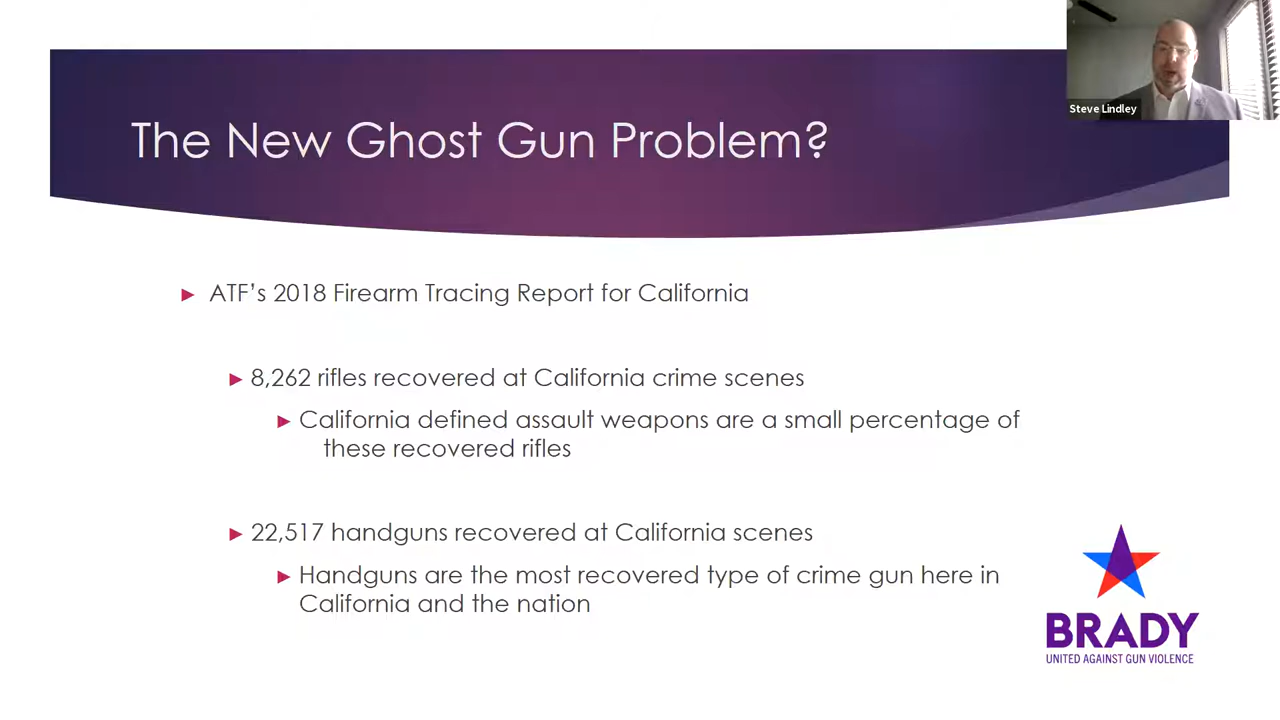 Steve Lindley
The New Ghost Gun Problem?
ATF's 2018 Firearm Tracing Report for California
8,262 rifles recovered at California crime scenes
California defined assault weapons are a small percentage of
these recovered rifles
22,517 handguns recovered at California scenes
Handguns are the most recovered type of crime gun here in
California and the nation
BRADY
UNITED AGAINST GUN VIOLENCE